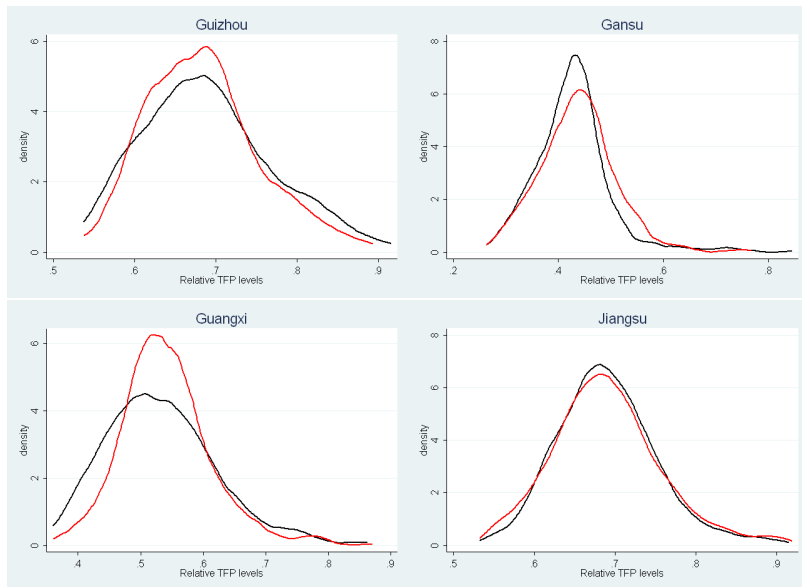 Guizhou
6
4
2
0
density
.5 .6 .7 .8 .9
Relative TFP levels
Gansu
8
6
4
2
0
density
.2 .4 .6 .8
Relative TFP levels
Guangxi
6
4
2
0
density
.4 .5 .6 .7 .8 .9
Relative TFP levels
Jiangsu
8
6
4
2
0
density
.5 .6 .7 .8 .9
Relative TFP levels